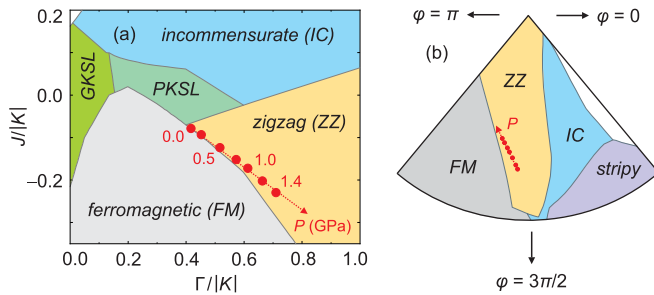 (a)
incommensurate (IC)
GKSL
PKSL
zigzag (ZZ)
ferromagnetic (FM)
0.0
0.5
1.0
1.4
P (GPa)
0.2
0.0
−0.2
J/|K|
0.0 0.2 0.4 0.6 0.8 1.0
Γ/|K|
φ = π
φ = 0
(b)
ZZ
P
IC
FM
stripy
φ = 3π/2